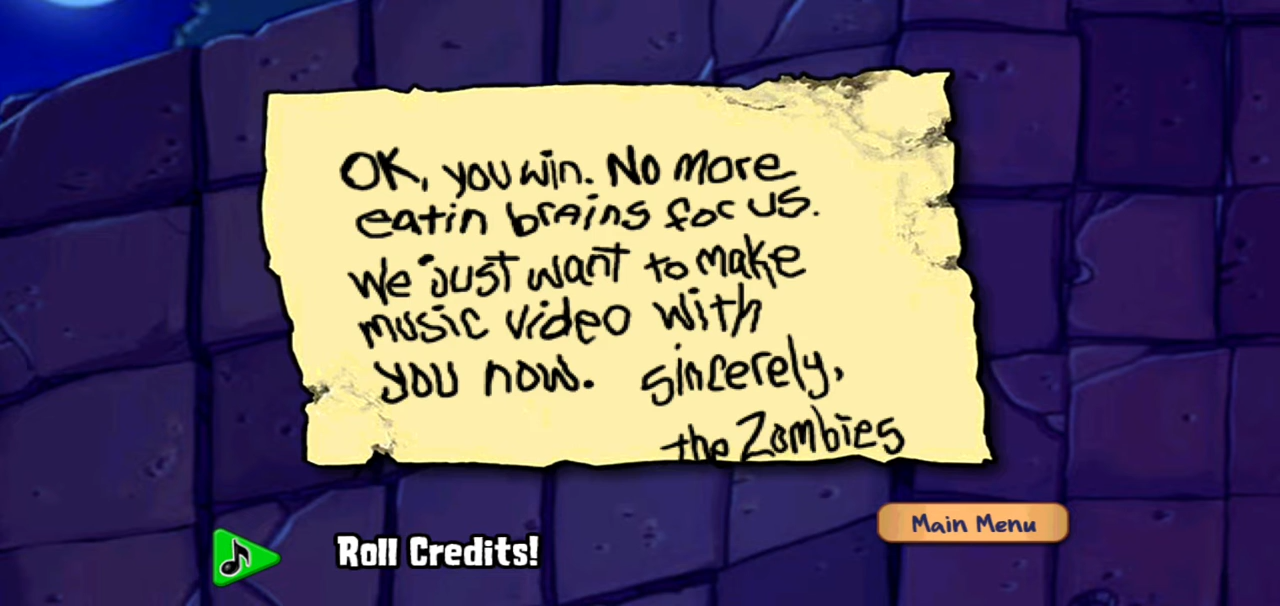 OK, you win. No more
eatin brains for us.
We just want to make
music video with
you now. sincerely,
the Zombies
Main Menu
Roll Credits!